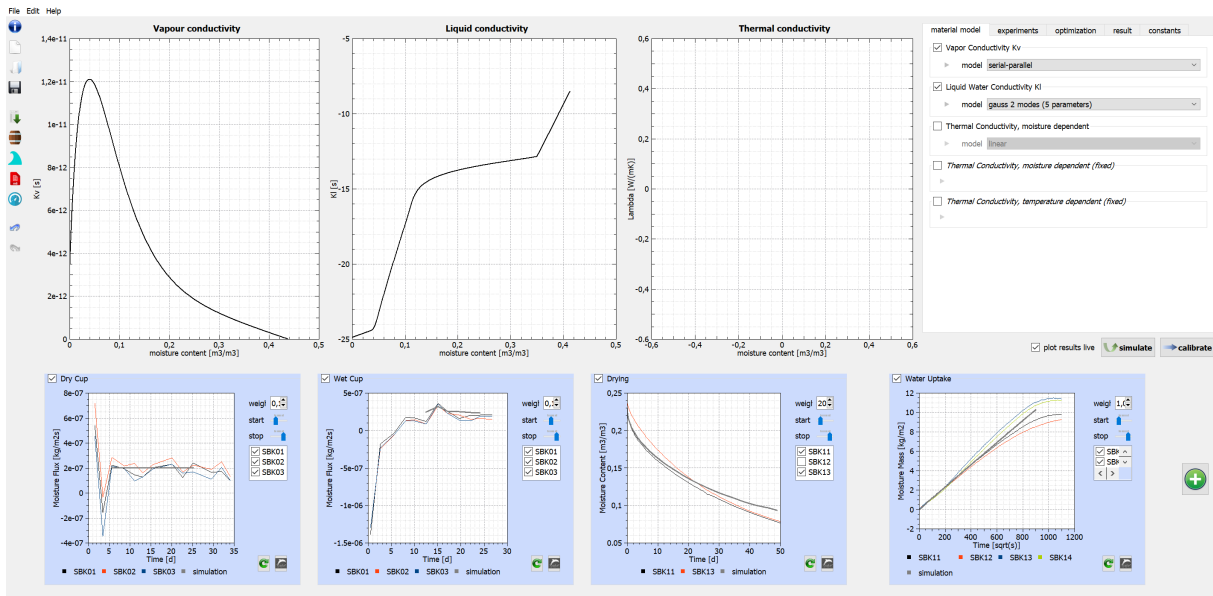 File Edit Help
Vapour conductivity
1,4e-11
1,2e-11
1e-11
8e-12
6e-12
4e-12
2e-12
0
Kv [s]
0 0,1 0,2 0,3 0,4 0,5
moisture content [m3/m3]
Liquid conductivity
-5
-10
-15
-20
-25
Kl [s]
0 0,1 0,2 0,3 0,4 0,5
moisture content [m3/m3]
Thermal conductivity
0,6
0,4
0,2
0
-0,2
-0,4
-0.6
Lambda [W/(mK)]
-0,6 -0,4 -0,2 0 0,2 0,4 0,6
moisture content [m3/m3]
material model experiments optimization result constants
Vapor Conductivity Kv
model serial-parallel
Liquid Water Conductivity Kl
model gauss 2 modes (5 parameters)
Thermal Conductivity, moisture dependent
model linear
Thermal Conductivity, moisture dependent (fixed)
Thermal Conductivity, temperature dependent (fixed)
plot results live simulate calibrate
Dry Cup
8e-07
6e-07
4e-07
2e-07
0
-2e-07
-4e-07
Moisture Flux [kg/m2s]
0 5 10 15 20 25 30 35
Time [d]
SBK01 SBK02 SBK03 simulation
start
stop
SBK01
SBK02
SBK03
Wet Cup
5e-07
0
-5e-07
-1e-06
-1.5e-06
Moisture Flux [kg/m2s]
0 5 10 15 20 25 30
Time [d]
SBK01 SBK02 SBK03 simulation
start
stop
SBK01
SBK02
SBK03
Drying
0,25
0,2
0,15
0,1
0.05
Moisture Content [m3/m3]
0 10 20 30 40 50
Time [d]
SBK11 SBK13 simulation
weigl 20
start
stop
SBK11
SBK12
SBK13
Water Uptake
12
10
8
6
4
2
0
-2
Moisture Mass [kg/m2]
0 200 400 600 800 1000 1200
Time [sqrt(s)]
SBK11 SBK12 SBK13 SBK14
simulation
start
stop